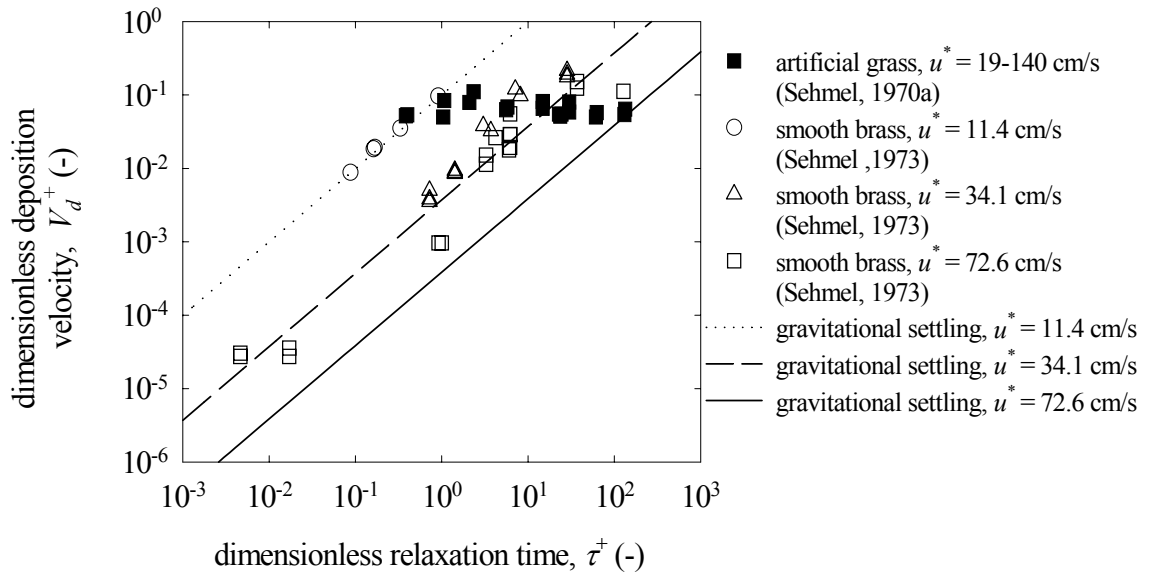 dimensionless deposition
velocity, V_d^+ (-)
10^0
10^-1
10^-2
10^-3
10^-4
10^-5
10^-6
10^-3 10^-2 10^-1 10^0 10^1 10^2 10^3
dimensionless relaxation time, τ^+ (-)
artificial grass, u^* = 19-140 cm/s
(Sehmel, 1970a)
smooth brass, u^* = 11.4 cm/s
(Sehmel ,1973)
smooth brass, u^* = 34.1 cm/s
(Sehmel, 1973)
smooth brass, u^* = 72.6 cm/s
(Sehmel, 1973)
gravitational settling, u^* = 11.4 cm/s
gravitational settling, u^* = 34.1 cm/s
gravitational settling, u^* = 72.6 cm/s